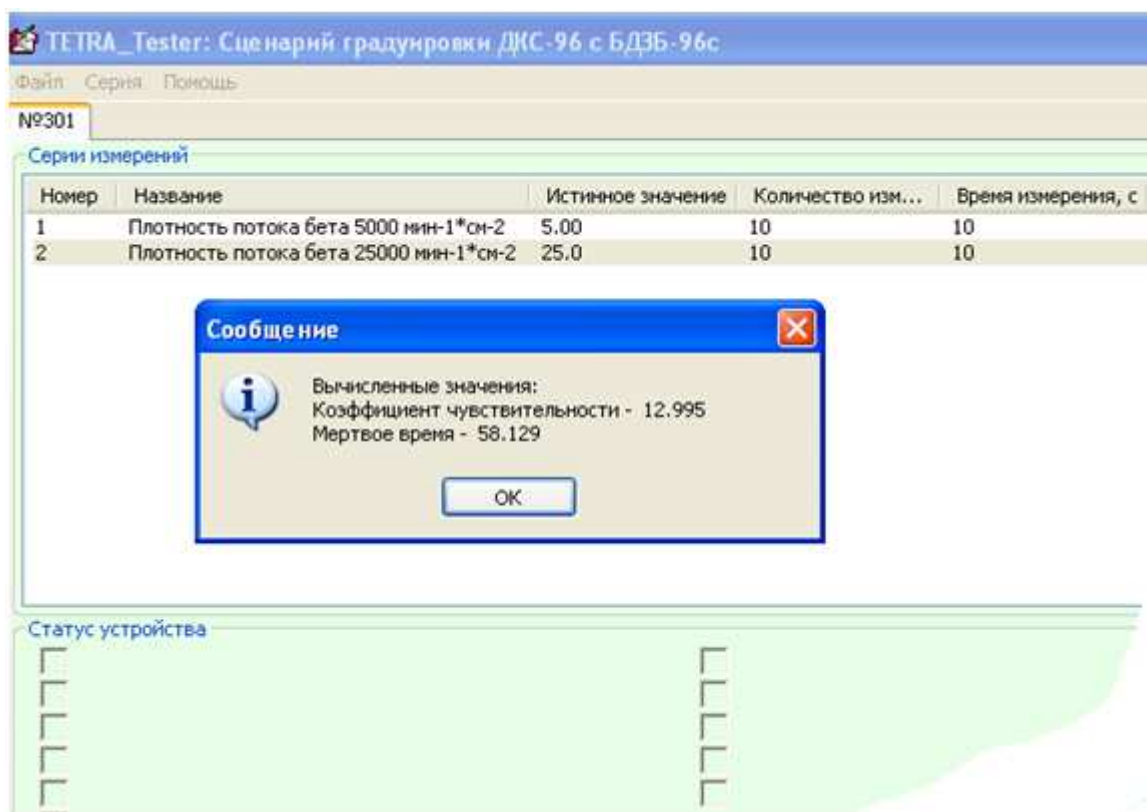 TETRA_Tester: Сценарий градуировки ДКС-96 с БДЗБ-96с
Файл Серия Помощь
№301
Серии измерений
Номер Название Истинное значение Количество изм... Время измерения, с
1 Плотность потока бета 5000 мин-1*см-2 5.00 10 10
2 Плотность потока бета 25000 мин-1*см-2 25.0 10 10
Сообщение
Вычисленные значения:
Коэффициент чувствительности - 12.995
Мертвое время - 58.129
OK
Статус устройства